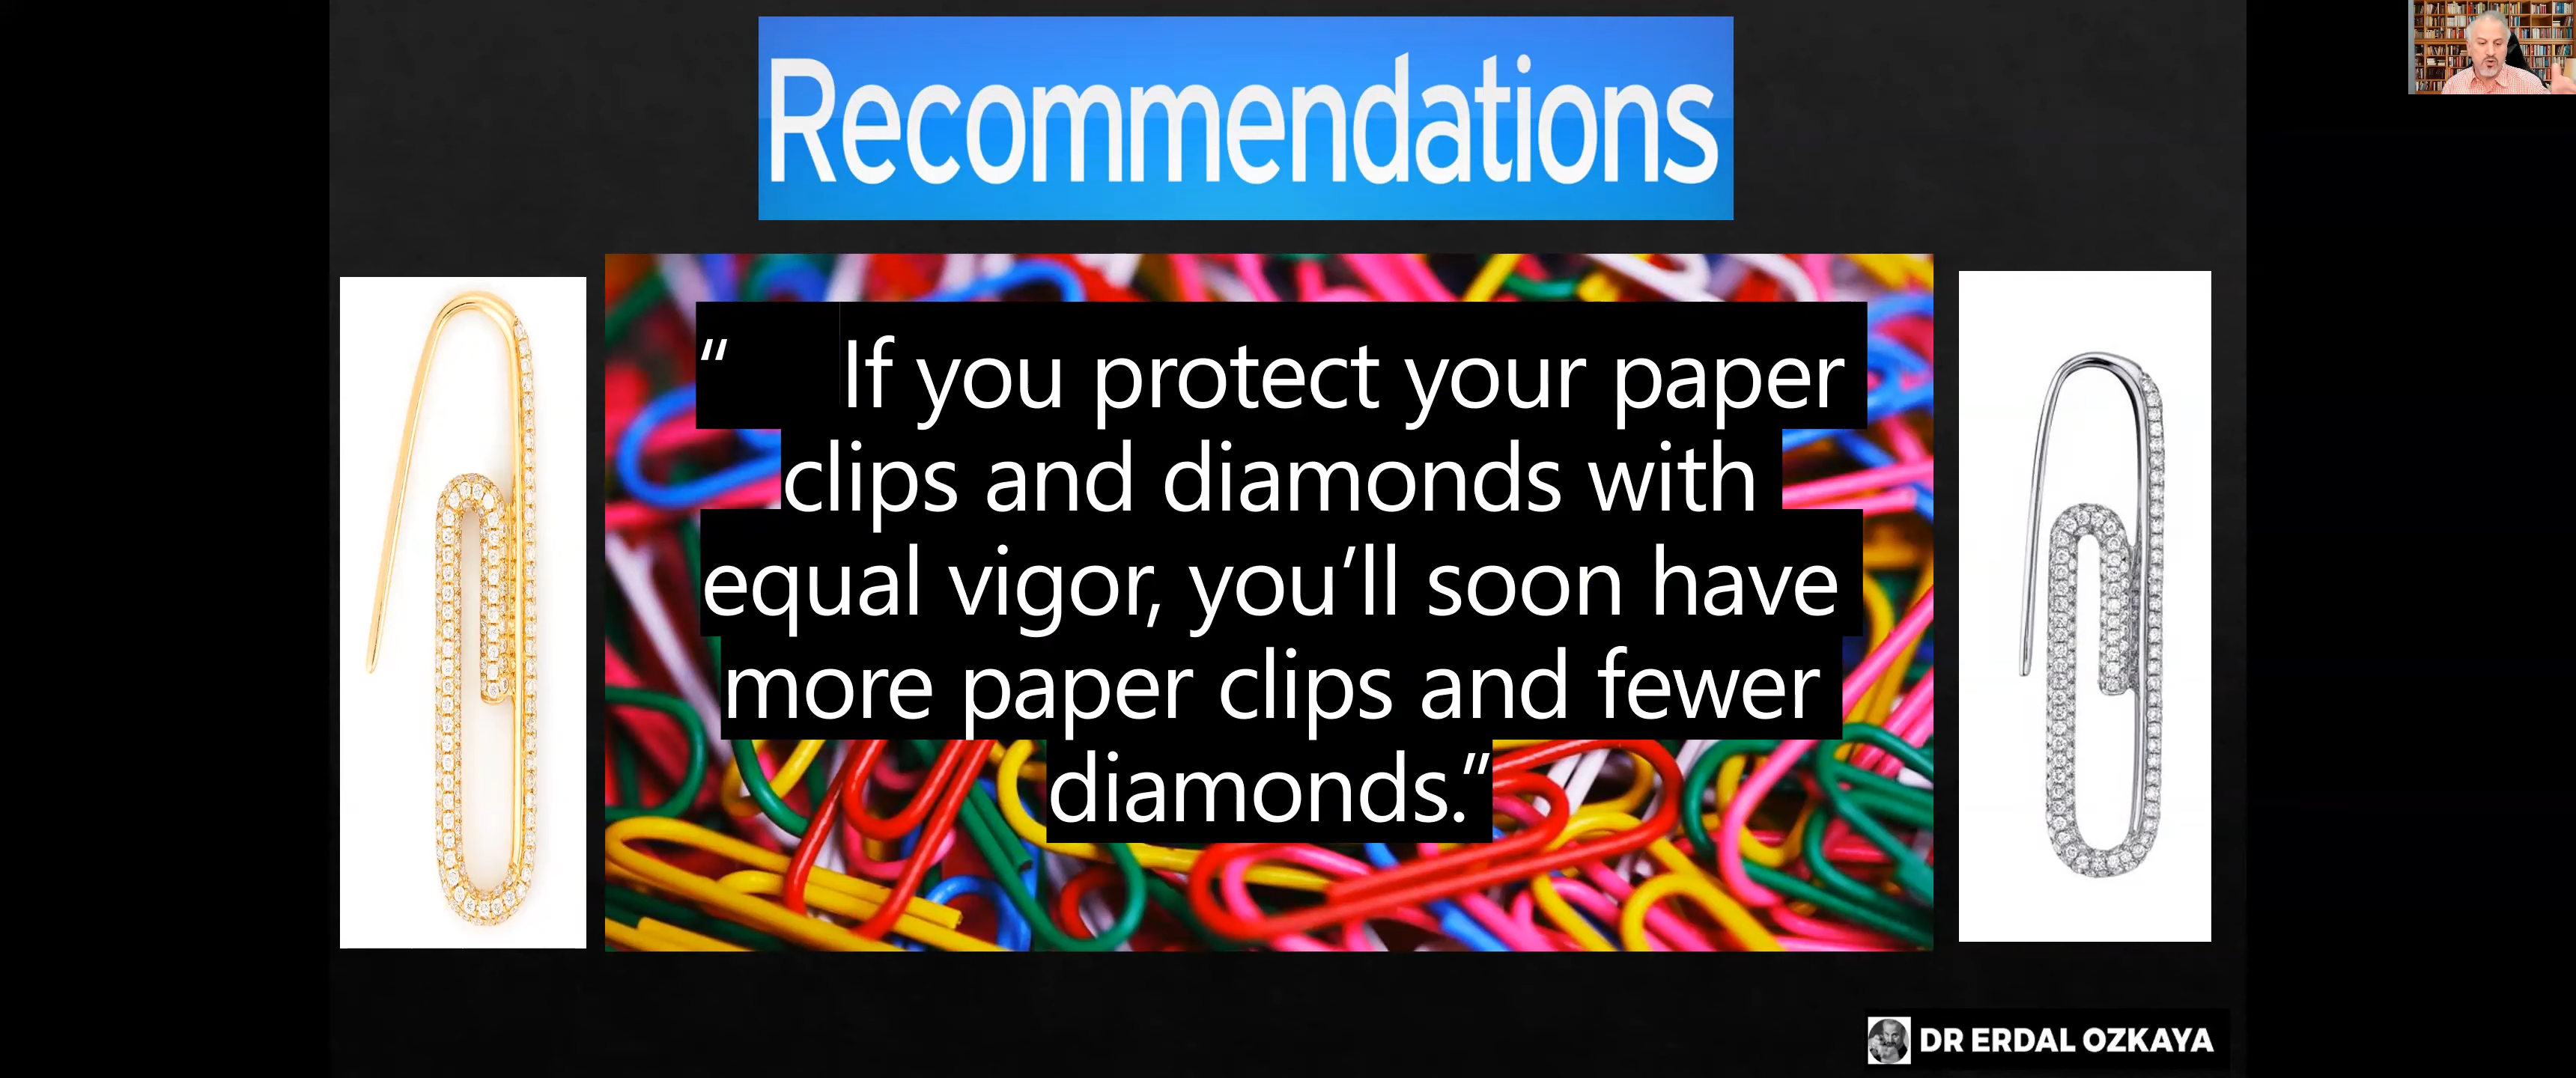 Recommendations
“ If you protect your paper
clips and diamonds with
equal vigor, you’ll soon have
more paper clips and fewer
diamonds.”
DR ERDAL OZKAYA